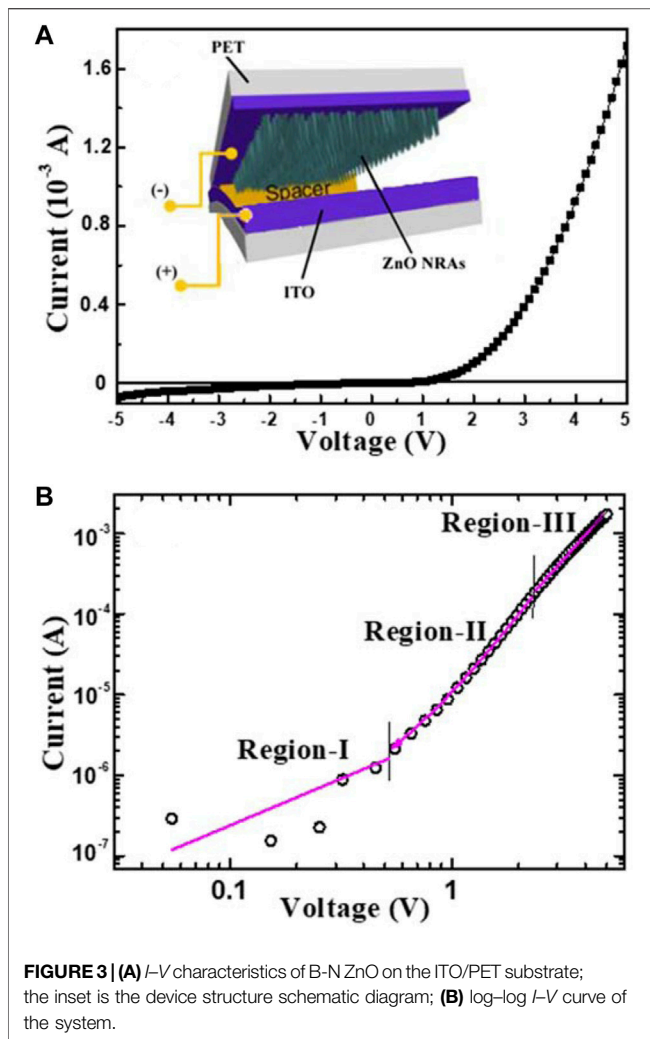 A
PET
1.6
1.2
0.8
0.4
0
Current (10⁻³ A)
(-)
(+)
Spacer
ZnO NRAs
ITO
-5 -4 -3 -2 -1 0 1 2 3 4 5
Voltage (V)
B
Region-III
Region-II
Region-I
10⁻³
10⁻⁴
10⁻⁵
10⁻⁶
10⁻⁷
Current (A)
0.1 1
Voltage (V)
FIGURE 3 | (A) I–V characteristics of B-N ZnO on the ITO/PET substrate;
the inset is the device structure schematic diagram; (B) log–log I–V curve of
the system.